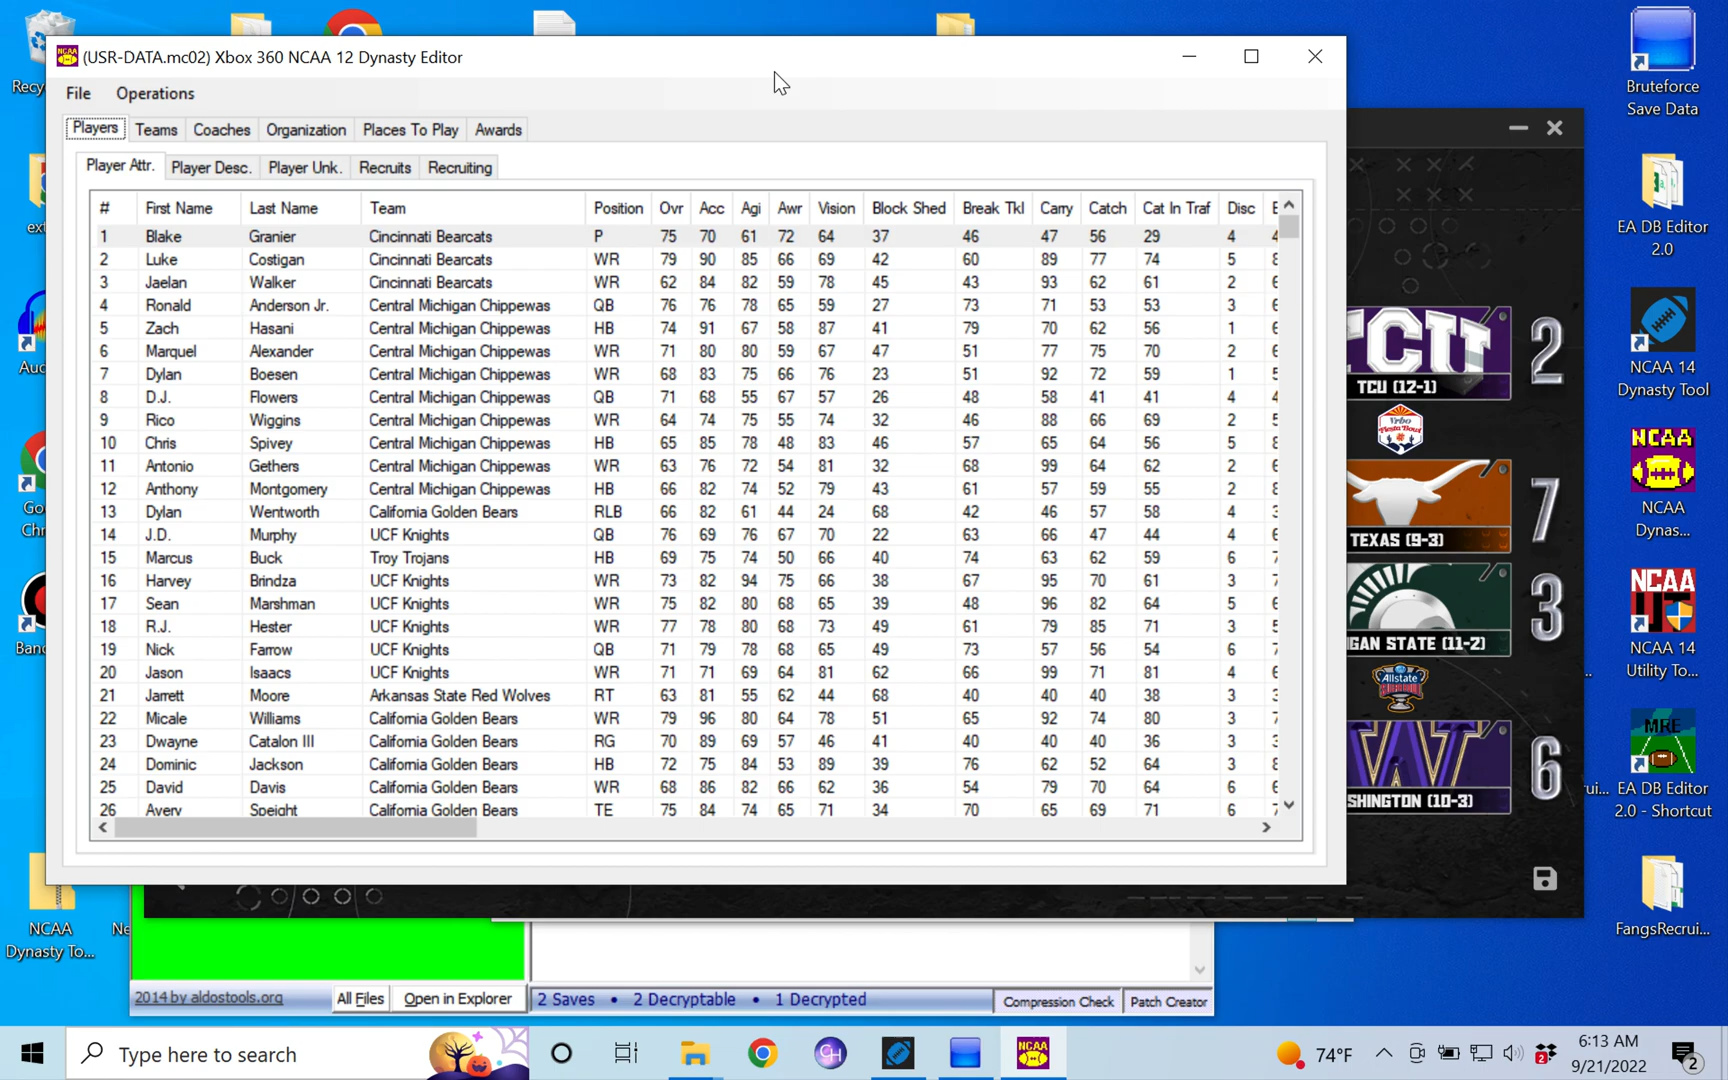 (USR-DATA.mc02) Xbox 360 NCAA 12 Dynasty Editor
File Operations
Players Teams Coaches Organization Places To Play Awards
Player Attr. Player Desc. Player Unk. Recruits Recruiting
# First Name Last Name Team Position Ovr Acc Agi Awr Vision Block Shed Break Tkl Carry Catch Cat In Traf Disc
1 Blake Granier Cincinnati Bearcats P 75 70 61 72 64 37 46 47 56 29 4
2 Luke Costigan Cincinnati Bearcats WR 79 90 85 66 69 42 60 89 77 74 5
3 Jaelan Walker Cincinnati Bearcats WR 62 84 82 59 78 45 43 93 62 61 2
4 Ronald Anderson Jr. Central Michigan Chippewas QB 76 76 78 65 59 27 73 71 53 53 3
5 Zach Hasani Central Michigan Chippewas HB 74 91 67 58 87 41 79 70 62 56 1
6 Marquel Alexander Central Michigan Chippewas WR 71 80 80 59 67 47 51 77 75 70 2
7 Dylan Boesen Central Michigan Chippewas WR 68 83 75 66 76 23 51 92 72 59 1
8 D.J. Flowers Central Michigan Chippewas QB 71 68 55 67 57 26 48 58 41 41 4
9 Rico Wiggins Central Michigan Chippewas WR 64 74 75 55 74 32 46 88 66 69 2
10 Chris Spivey Central Michigan Chippewas HB 65 85 78 48 83 46 57 65 64 56 5
11 Antonio Gethers Central Michigan Chippewas WR 63 76 72 54 81 32 68 99 64 62 2
12 Anthony Montgomery Central Michigan Chippewas HB 66 82 74 52 79 43 61 57 59 55 2
13 Dylan Wentworth California Golden Bears RLB 66 82 61 44 24 68 42 46 57 58 4
14 J.D. Murphy UCF Knights QB 76 69 76 67 70 22 63 66 47 44 4
15 Marcus Buck Troy Trojans HB 69 75 74 50 66 40 74 63 62 59 6
16 Harvey Brindza UCF Knights WR 73 82 94 75 66 38 67 95 70 61 3
17 Sean Marshman UCF Knights WR 75 82 80 68 65 39 48 96 82 64 5
18 R.J. Hester UCF Knights WR 77 78 80 68 73 49 61 79 85 71 3
19 Nick Farrow UCF Knights QB 71 79 78 68 65 49 73 57 56 54 6
20 Jason Isaacs UCF Knights WR 71 71 69 64 81 62 66 99 71 81 4
21 Jarrett Moore Arkansas State Red Wolves RT 63 81 55 62 44 68 40 40 40 38 3
22 Micale Williams California Golden Bears WR 79 96 80 64 78 51 65 92 74 80 3
23 Dwayne Catalon III California Golden Bears RG 70 89 69 57 46 41 40 40 40 36 3
24 Dominic Jackson California Golden Bears HB 72 75 84 53 89 39 76 62 52 64 3
25 David Davis California Golden Bears WR 68 86 82 66 62 36 54 79 70 64 6
26 Avery Speight California Golden Bears TE 75 84 74 65 71 34 70 65 69 71 6
TCU (12-1)
2
Vrbo
Fiesta Bowl
TEXAS (9-3)
7
GAN STATE (11-2)
3
Allstate
SHINGTON (10-3)
6
Bruteforce
Save Data
EA DB Editor
2.0
NCAA 14
Dynasty Tool
NCAA
NCAA
Dynas...
NCAA
NCAA 14
Utility To...
MRE
EA DB Editor
2.0 - Shortcut
FangsRecrui...
NCAA
Dynasty To...
2014 by aldostools.org All Files Open in Explorer 2 Saves • 2 Decryptable • 1 Decrypted Compression Check Patch Creator
Type here to search
CH
NCAA
74°F
6:13 AM
9/21/2022
2
2